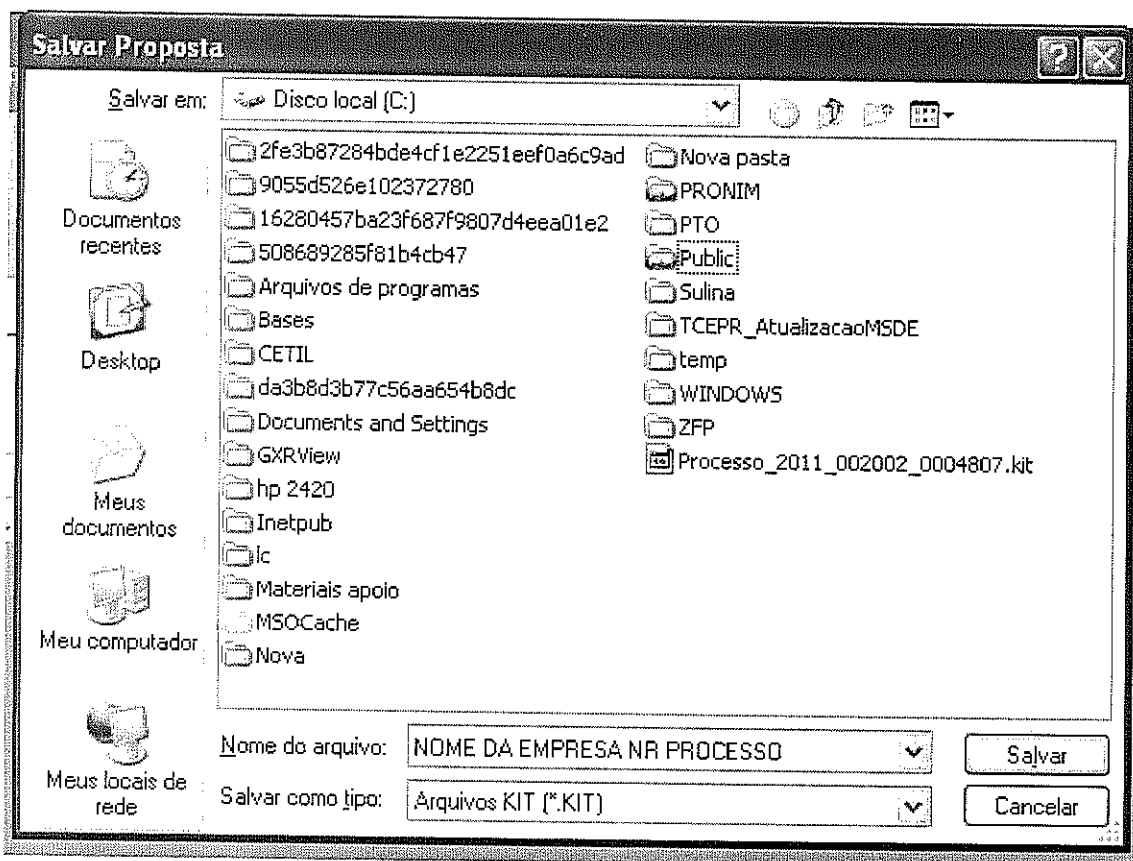 Salvar Proposta
Salvar em:
Disco local (C:)
Documentos
recentes
Desktop
Meus
documentos
Meu computador
Meus locais de
rede
2fe3b87284bde4cf1e2251eef0a6c9ad
9055d526e102372780
16280457ba23f687f9807d4eea01e2
508689285f81b4cb47
Arquivos de programas
Bases
CETIL
da3b8d3b77c56aa654b8dc
Documents and Settings
GXRView
hp 2420
Inetpub
lc
Materiais apoio
MSOCache
Nova
Nova pasta
PRONIM
PTO
Public
Sulina
TCEPR_AtualizacaoMSDE
temp
WINDOWS
ZFP
Processo_2011_002002_0004807.kit
Nome do arquivo:
NOME DA EMPRESA NR PROCESSO
Salvar
Salvar como tipo:
Arquivos KIT (*.KIT)
Cancelar